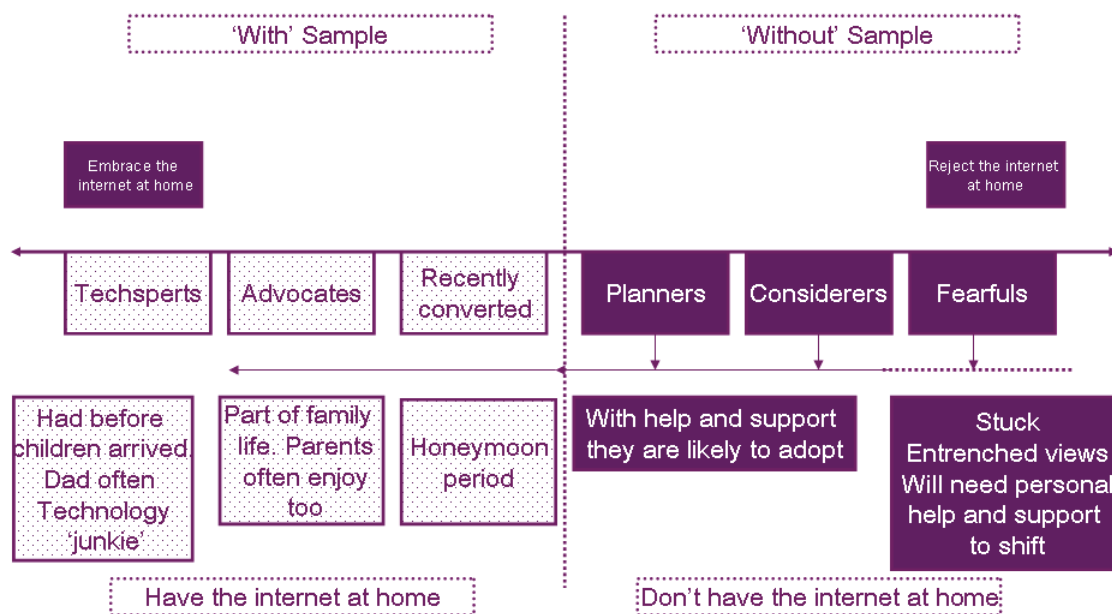 ‘With’ Sample
‘Without’ Sample
Embrace the
internet at home
Reject the internet
at home
Techsperts
Advocates
Recently
converted
Planners
Considerers
Fearfuls
Had before
children arrived.
Dad often
Technology
‘junkie’
Part of family
life. Parents
often enjoy
too
Honeymoon
period
With help and support
they are likely to adopt
Stuck
Entrenched views
Will need personal
help and support
to shift
Have the internet at home
Don’t have the internet at home